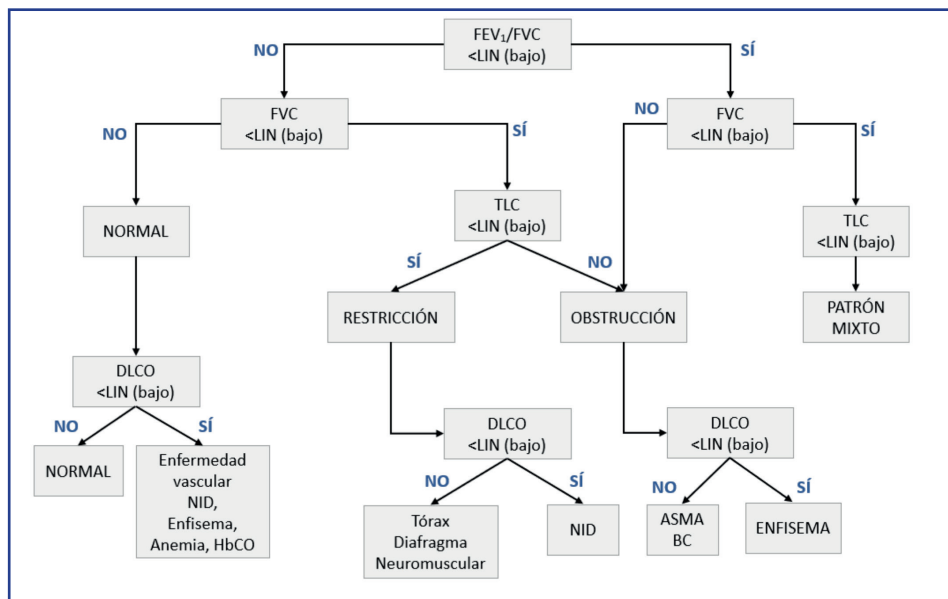 FEV₁/FVC
<LIN (bajo)
NO
SÍ
FVC
<LIN (bajo)
FVC
<LIN (bajo)
NO
SÍ
NO
SÍ
NORMAL
TLC
<LIN (bajo)
TLC
<LIN (bajo)
SÍ
NO
RESTRICCIÓN
OBSTRUCCIÓN
PATRÓN
MIXTO
DLCO
<LIN (bajo)
NO
SÍ
NORMAL
Enfermedad
vascular
NID,
Enfisema,
Anemia, HbCO
DLCO
<LIN (bajo)
NO
SÍ
Tórax
Diafragma
Neuromuscular
NID
DLCO
<LIN (bajo)
NO
SÍ
ASMA
BC
ENFISEMA